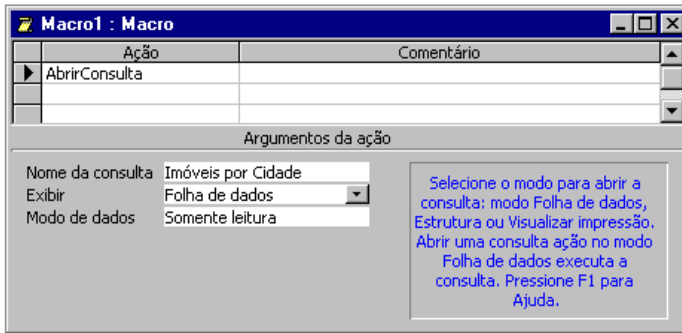 Macro1 : Macro
Ação Comentário
AbrirConsulta
Argumentos da ação
Nome da consulta Imóveis por Cidade
Exibir Folha de dados
Modo de dados Somente leitura
Selecione o modo para abrir a
consulta: modo Folha de dados,
Estrutura ou Visualizar impressão.
Abrir uma consulta ação no modo
Folha de dados executa a
consulta. Pressione F1 para
Ajuda.